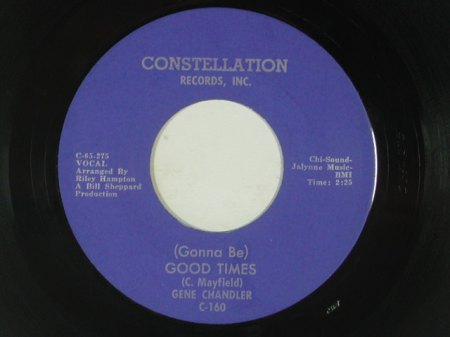 CONSTELLATION
RECORDS, INC.
C-65-275
VOCAL
Arranged By
Riley Hampton
A Bill Sheppard
Production
Chi-Sound-
Jalynne Music-
BMI
Time: 2:25
(Gonna Be)
GOOD TIMES
(C. Mayfield)
GENE CHANDLER
C-160